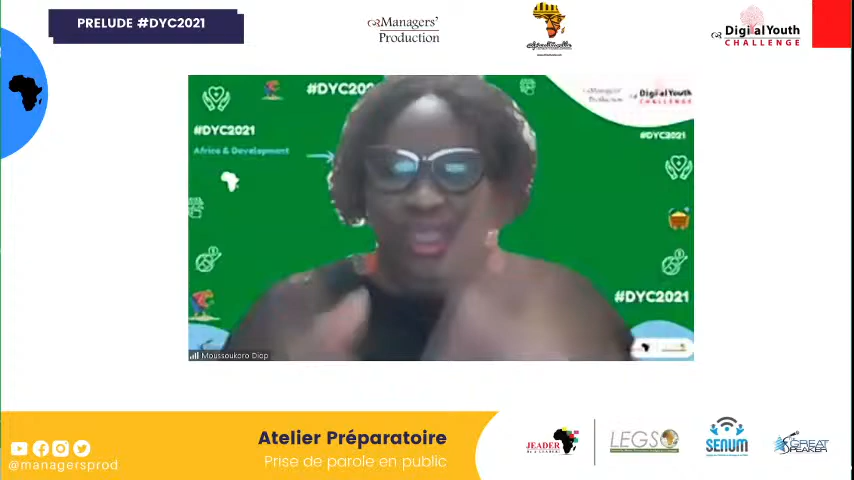 PRELUDE #DYC2021
Managers'
Production
Digital Youth
CHALLENGE
#DYC202
#DYC2021
Africa & Development
Managers'
Production
Digital Youth
CHALLENGE
#DYC2021
#DYC2021
Moussoukoro Diop
Atelier Préparatoire
Prise de parole en public
@managersprod
JEADER
LEGS
SENUM
GREAT
SPEAKER